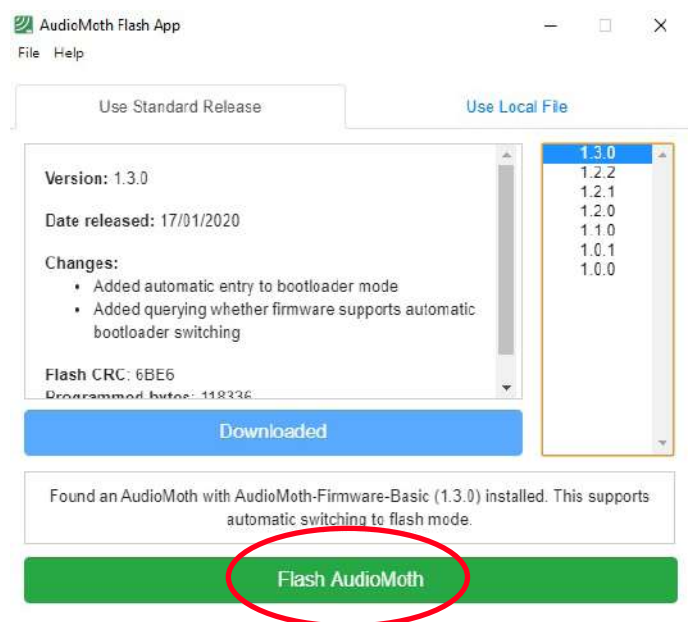 AudioMoth Flash App
File Help
Use Standard Release
Use Local File
Version: 1.3.0
Date released: 17/01/2020
Changes:
• Added automatic entry to bootloader mode
• Added querying whether firmware supports automatic
bootloader switching
Flash CRC: 6BE6
Programmed bytes: 118336
1.3.0
1.2.2
1.2.1
1.2.0
1.1.0
1.0.1
1.0.0
Downloaded
Found an AudioMoth with AudioMoth-Firmware-Basic (1.3.0) installed. This supports
automatic switching to flash mode.
Flash AudioMoth